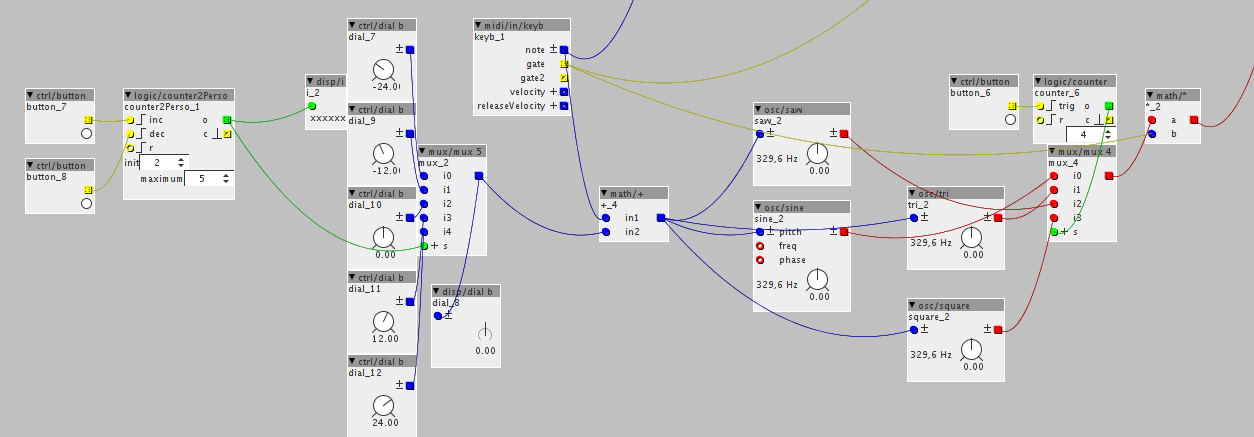 ctrl/button
button_7
ctrl/button
button_8
logic/counter2Perso
counter2Perso_1
inc o
dec c
r
init 2
maximum 5
disp/i
i_2
xxxxxx
ctrl/dial b
dial_7
-24.0
ctrl/dial b
dial_9
-12.0
ctrl/dial b
dial_10
0.00
ctrl/dial b
dial_11
12.00
ctrl/dial b
dial_12
24.00
mux/mux 5
mux_2
i0
i1
i2
i3
i4
s
disp/dial b
dial_8
0.00
midi/in/keyb
keyb_1
note
gate
gate2
velocity
releaseVelocity
math/+
+_4
in1
in2
osc/saw
saw_2
329,6 Hz
0.00
osc/sine
sine_2
pitch
freq
phase
329,6 Hz
0.00
osc/tri
tri_2
329,6 Hz
0.00
osc/square
square_2
329,6 Hz
0.00
ctrl/button
button_6
logic/counter
counter_6
trig o
r c
4
mux/mux 4
mux_4
i0
i1
i2
i3
s
math/*
*_2
a
b